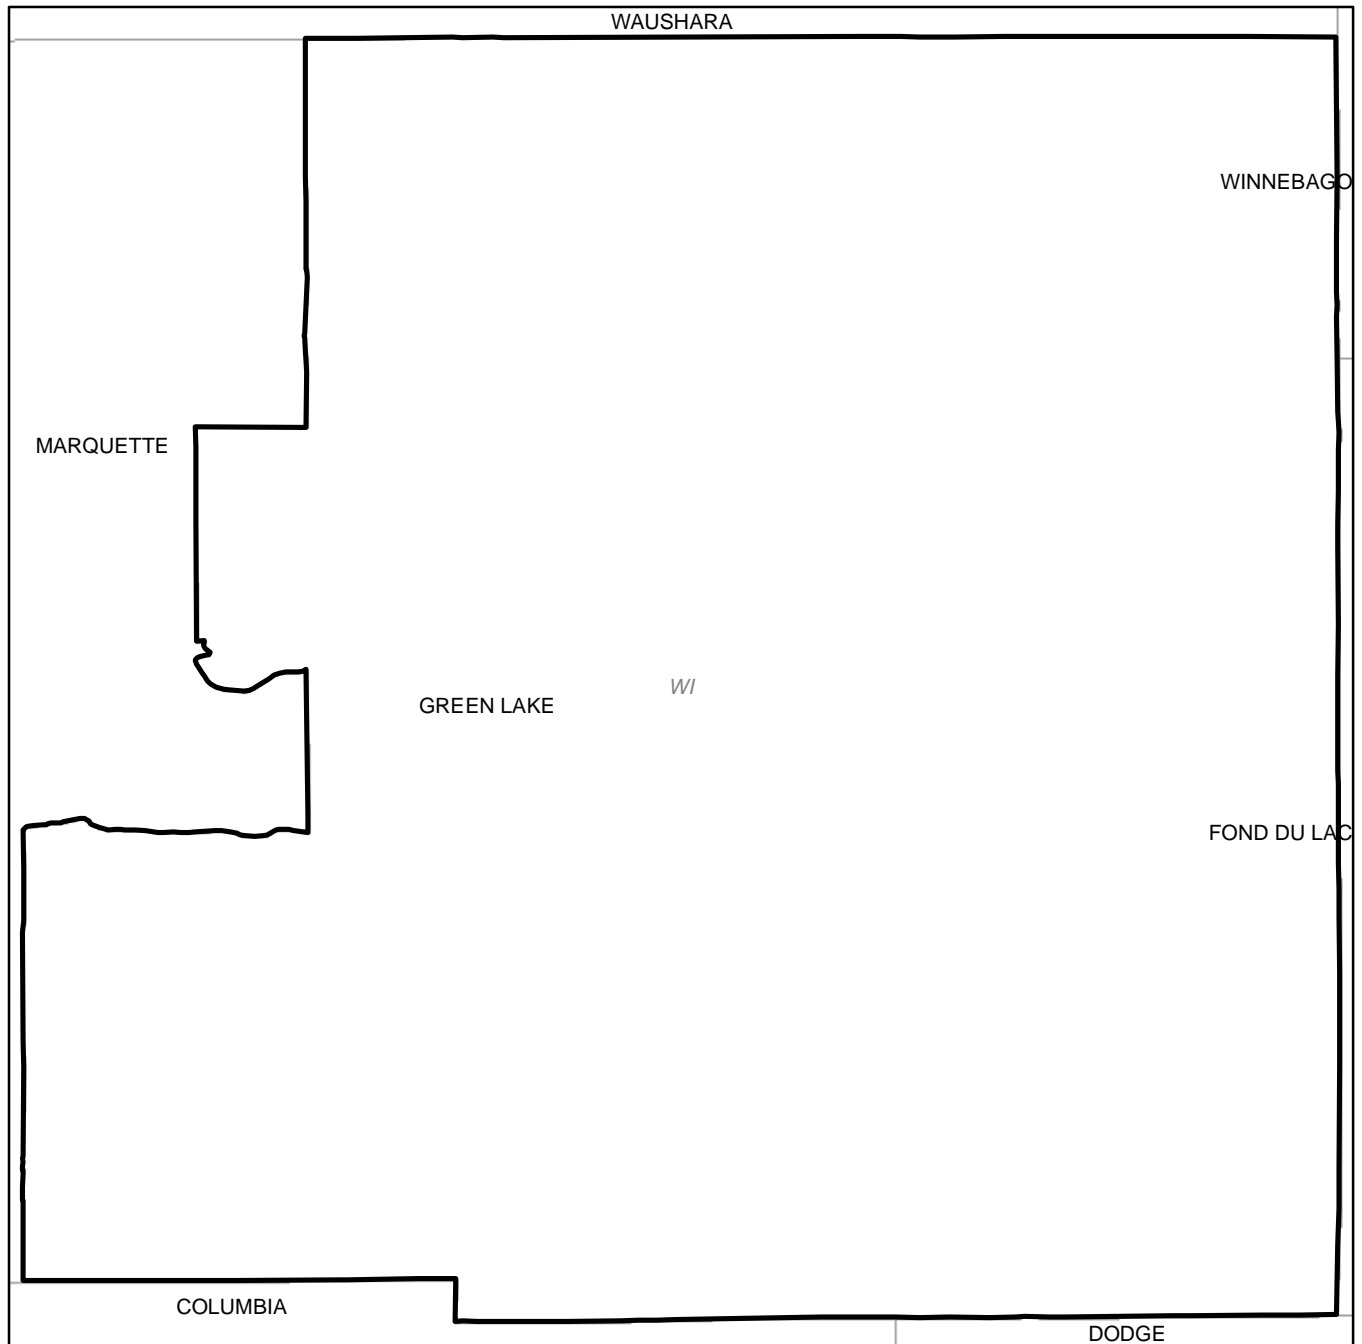 WAUSHARA
WINNEBAGO
MARQUETTE
WI
GREEN LAKE
FOND DU LAC
COLUMBIA
DODGE